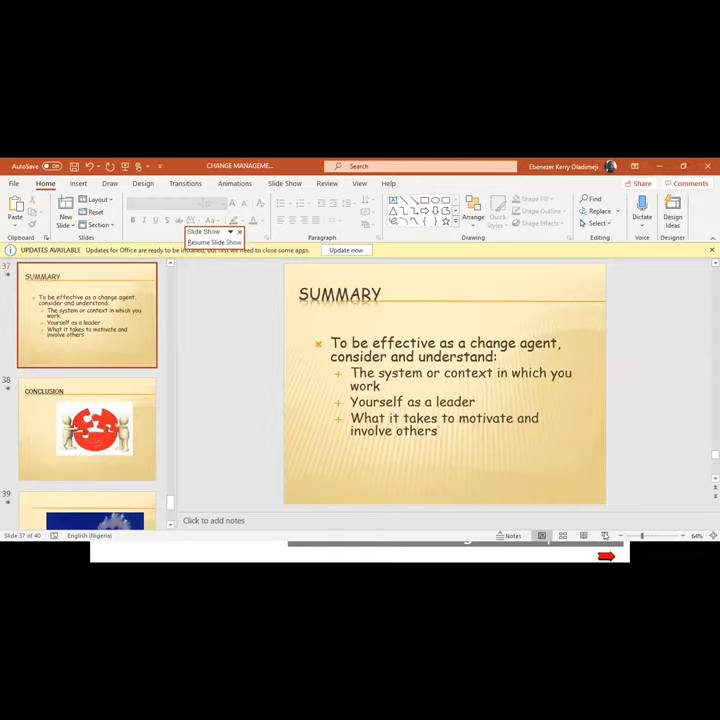 AutoSave Off
CHANGE MANAGEME...
Search
Ebenezer Kerry Oladimeji
File Home Insert Draw Design Transitions Animations Slide Show Review View Help
Share Comments
Paste
New
Slide
Layout
Reset
Section
B I U S ab AV Aa A
Arrange
Quick
Styles
Shape Fill
Shape Outline
Shape Effects
Find
Replace
Select
Dictate
Design
Ideas
Clipboard Slides Paragraph Drawing Editing Voice Designer
Slide Show
Resume Slide Show
UPDATES AVAILABLE Updates for Office are ready to be installed, but first we need to close some apps. Update now
37
SUMMARY
To be effective as a change agent,
consider and understand:
The system or context in which you
work
Yourself as a leader
What it takes to motivate and
involve others
38
CONCLUSION
39
SUMMARY
To be effective as a change agent,
consider and understand:
The system or context in which you
work
Yourself as a leader
What it takes to motivate and
involve others
Click to add notes
Slide 37 of 40 English (Nigeria) Notes 64%